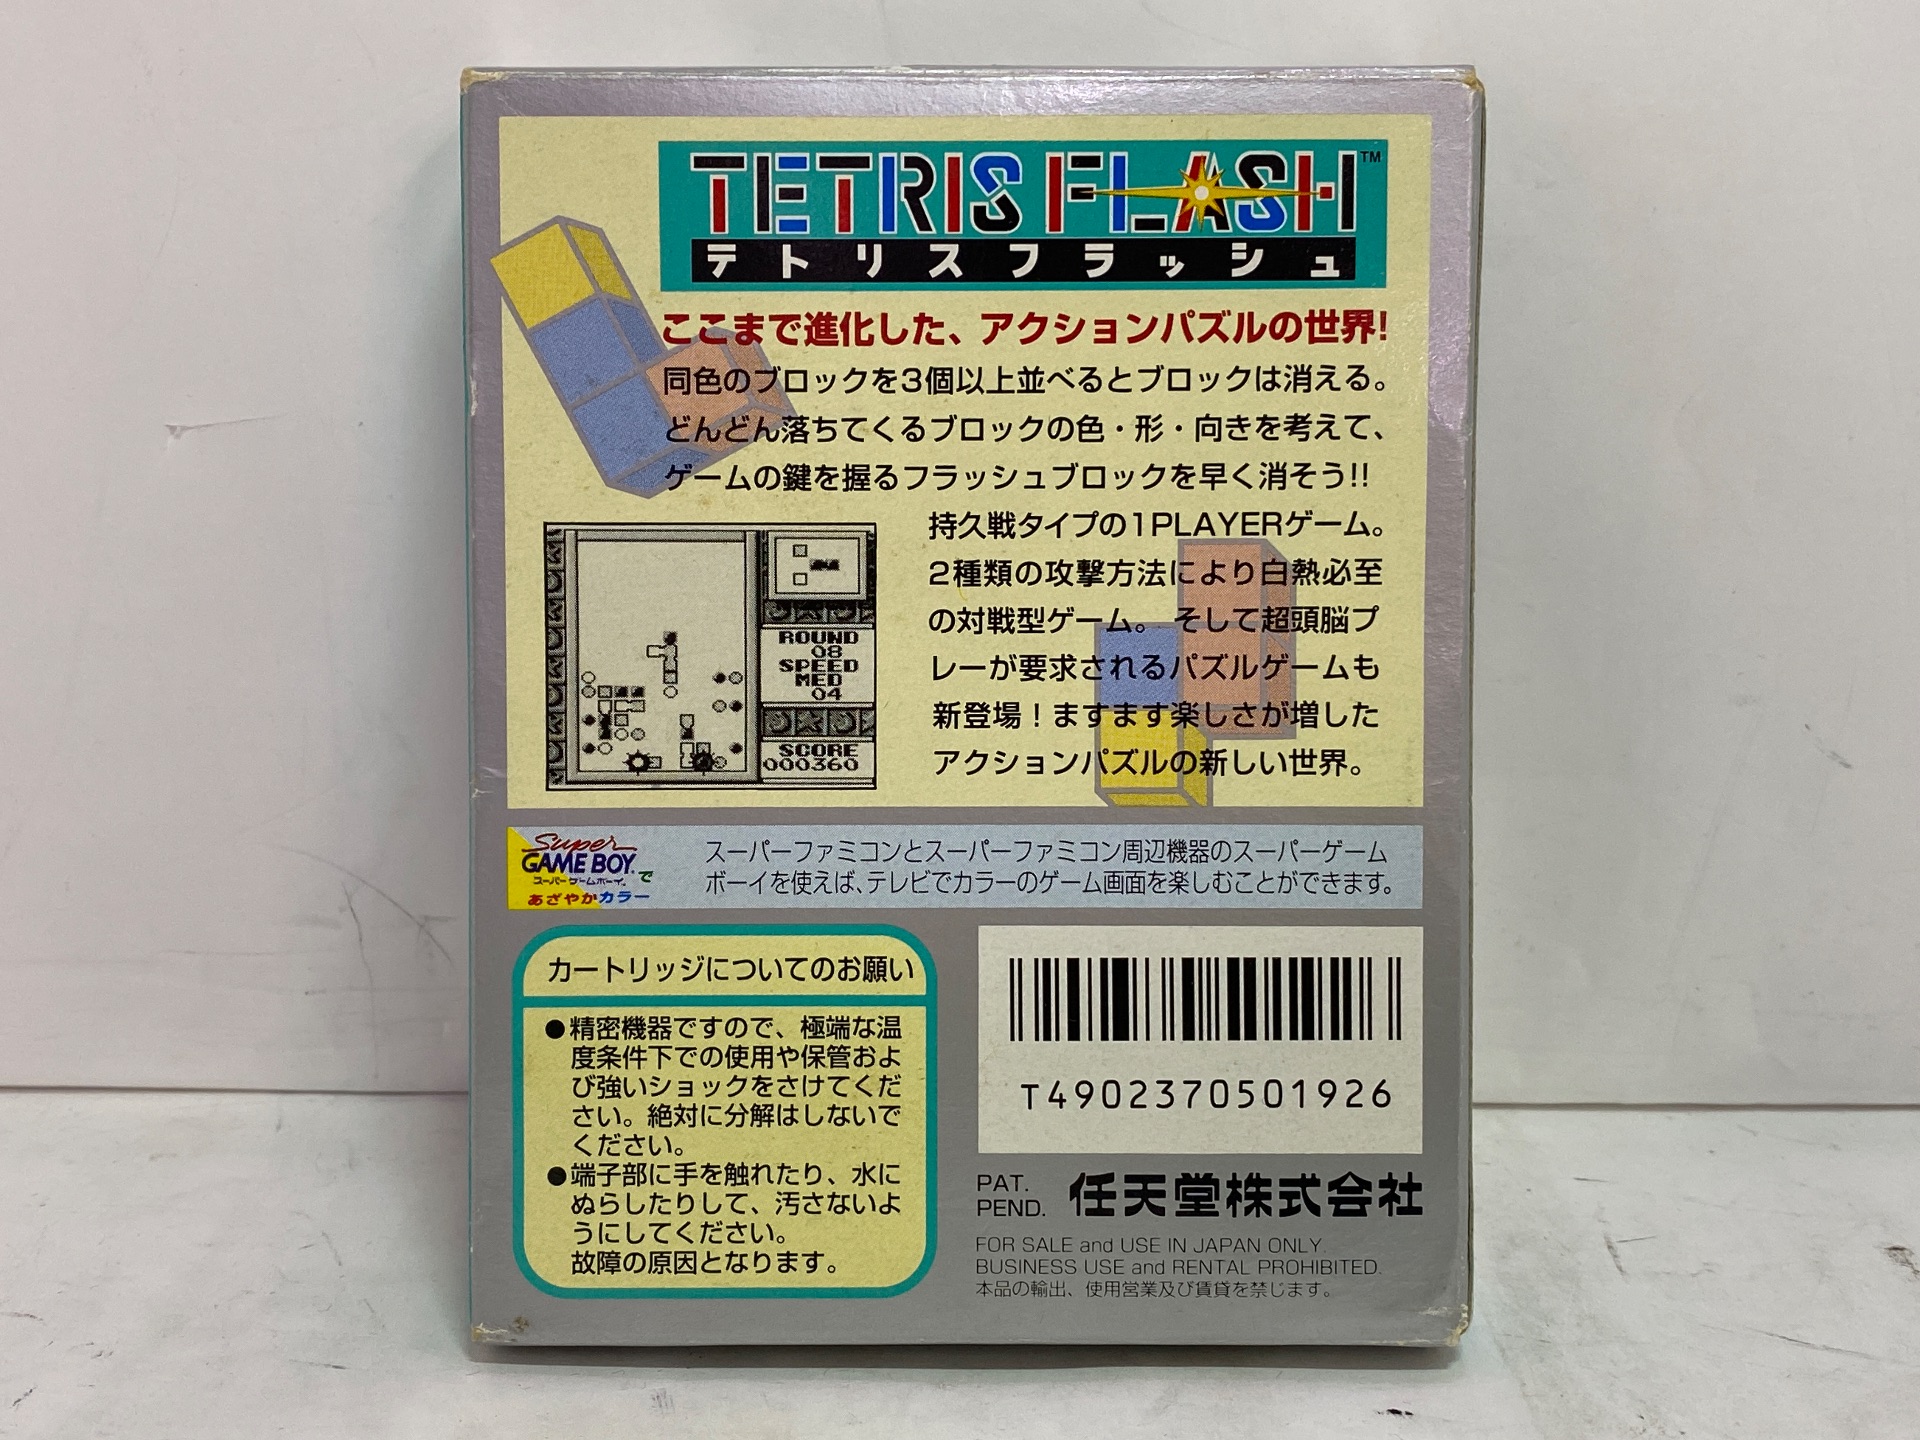 TETRIS FLASH™
テトリスフラッシュ
ここまで進化した、アクションパズルの世界!
同色のブロックを3個以上並べるとブロックは消える。
どんどん落ちてくるブロックの色・形・向きを考えて、
ゲームの鍵を握るフラッシュブロックを早く消そう!!
持久戦タイプの1PLAYERゲーム。
2種類の攻撃方法により白熱必至
の対戦型ゲーム。そして超頭脳プ
レーが要求されるパズルゲームも
新登場!ますます楽しさが増した
アクションパズルの新しい世界。
ROUND
08
SPEED
MED
04
SCORE
000360
Super
GAME BOY.で
スーパーゲームボーイ
あざやかカラー
スーパーファミコンとスーパーファミコン周辺機器のスーパーゲーム
ボーイを使えば、テレビでカラーのゲーム画面を楽しむことができます。
カートリッジについてのお願い
●精密機器ですので、極端な温
度条件下での使用や保管およ
び強いショックをさけてくだ
さい。絶対に分解はしないで
ください。
●端子部に手を触れたり、水に
ぬらしたりして、汚さないよ
うにしてください。
故障の原因となります。
T4902370501926
PAT.
PEND.
任天堂株式会社
FOR SALE and USE IN JAPAN ONLY
BUSINESS USE and RENTAL PROHIBITED.
本品の輸出、使用営業及び賃貸を禁じます。